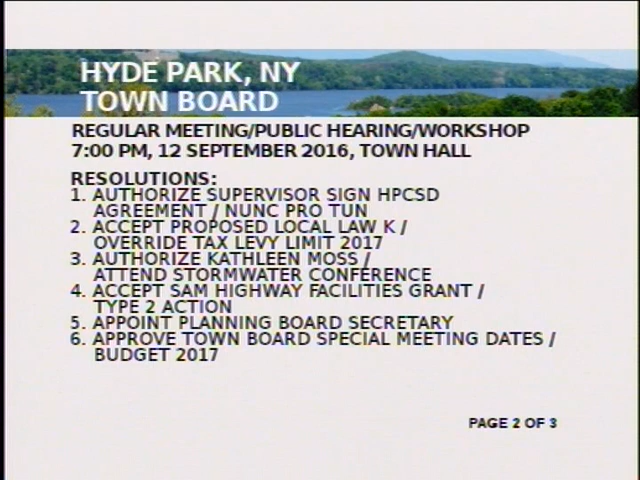 HYDE PARK, NY
TOWN BOARD
REGULAR MEETING/PUBLIC HEARING/WORKSHOP
7:00 PM, 12 SEPTEMBER 2016, TOWN HALL
RESOLUTIONS:
1. AUTHORIZE SUPERVISOR SIGN HPCSD
AGREEMENT / NUNC PRO TUN
2. ACCEPT PROPOSED LOCAL LAW K /
OVERRIDE TAX LEVY LIMIT 2017
3. AUTHORIZE KATHLEEN MOSS /
ATTEND STORMWATER CONFERENCE
4. ACCEPT SAM HIGHWAY FACILITIES GRANT /
TYPE 2 ACTION
5. APPOINT PLANNING BOARD SECRETARY
6. APPROVE TOWN BOARD SPECIAL MEETING DATES /
BUDGET 2017
PAGE 2 OF 3